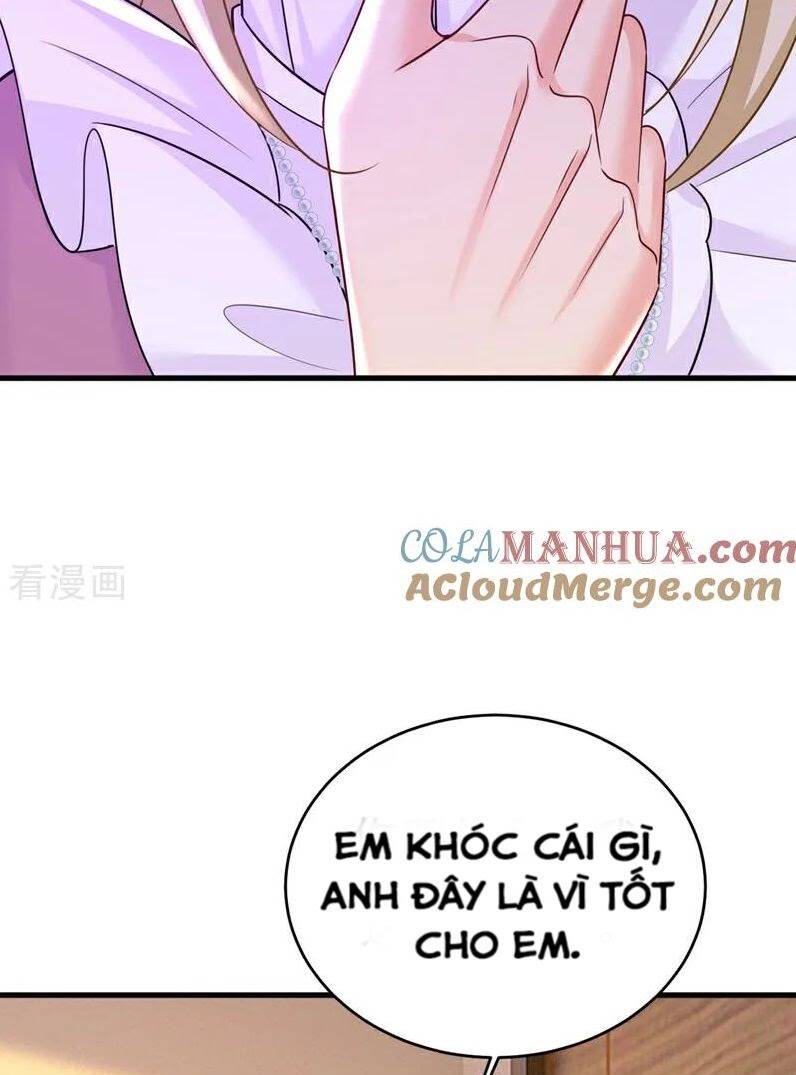 COLAMANHUA.com
看漫画
ACloudMerge.com
EM KHÓC CÁI GÌ,
ANH ĐÂY LÀ VÌ TỐT
CHO EM.